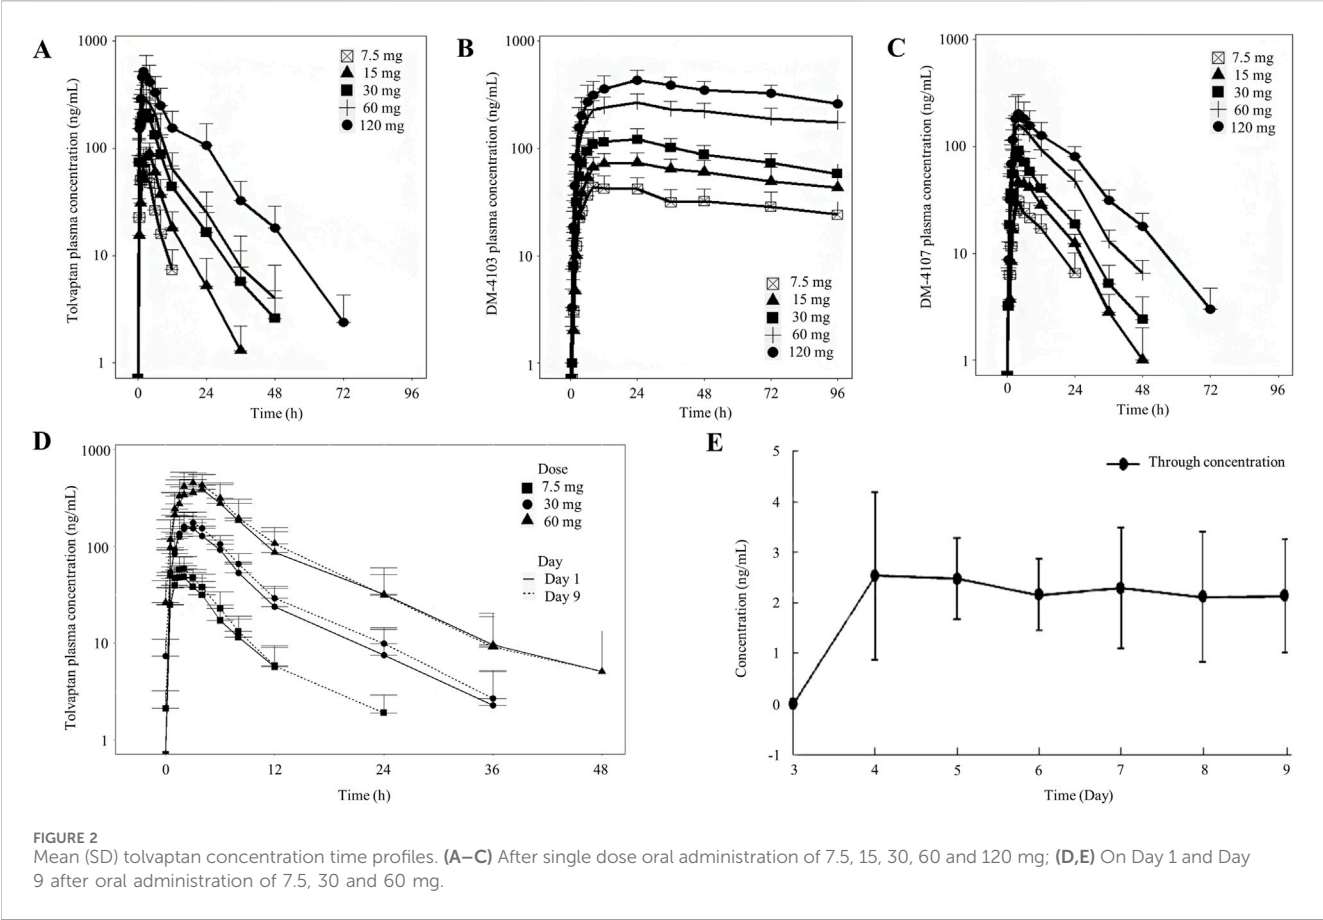 A
Tolvaptan plasma concentration (ng/mL)
1000
100
10
1
0 24 48 72 96
Time (h)
7.5 mg
15 mg
30 mg
60 mg
120 mg
B
DM-4103 plasma concentration (ng/mL)
1000
100
10
1
0 24 48 72 96
Time (h)
7.5 mg
15 mg
30 mg
60 mg
120 mg
C
DM-4107 plasma concentration (ng/mL)
1000
100
10
1
0 24 48 72 96
Time (h)
7.5 mg
15 mg
30 mg
60 mg
120 mg
D
Tolvaptan plasma concentration (ng/mL)
1000
100
10
1
0 12 24 36 48
Time (h)
Dose
7.5 mg
30 mg
60 mg
Day
Day 1
Day 9
E
Concentration (ng/mL)
5
4
3
2
1
0
-1
3 4 5 6 7 8 9
Time (Day)
Through concentration
FIGURE 2
Mean (SD) tolvaptan concentration time profiles. (A–C) After single dose oral administration of 7.5, 15, 30, 60 and 120 mg; (D,E) On Day 1 and Day
9 after oral administration of 7.5, 30 and 60 mg.